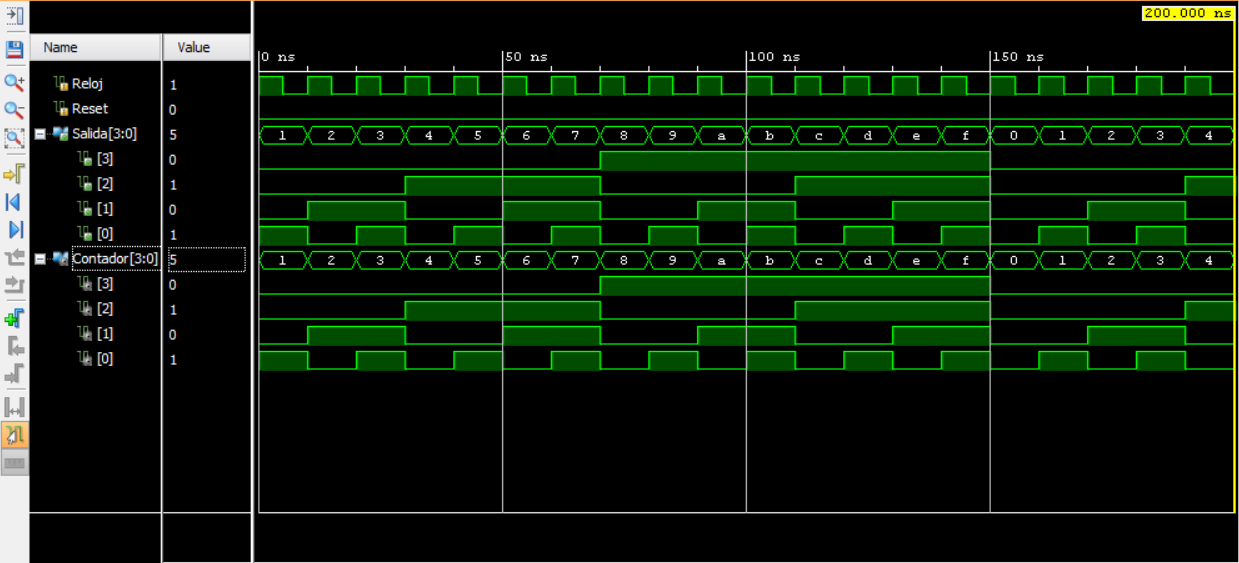 200.000 ns
Name Value
0 ns 50 ns 100 ns 150 ns
Reloj 1
Reset 0
Salida[3:0] 5 1 2 3 4 5 6 7 8 9 a b c d e f 0 1 2 3 4
[3] 0
[2] 1
[1] 0
[0] 1
Contador[3:0] 5 1 2 3 4 5 6 7 8 9 a b c d e f 0 1 2 3 4
[3] 0
[2] 1
[1] 0
[0] 1